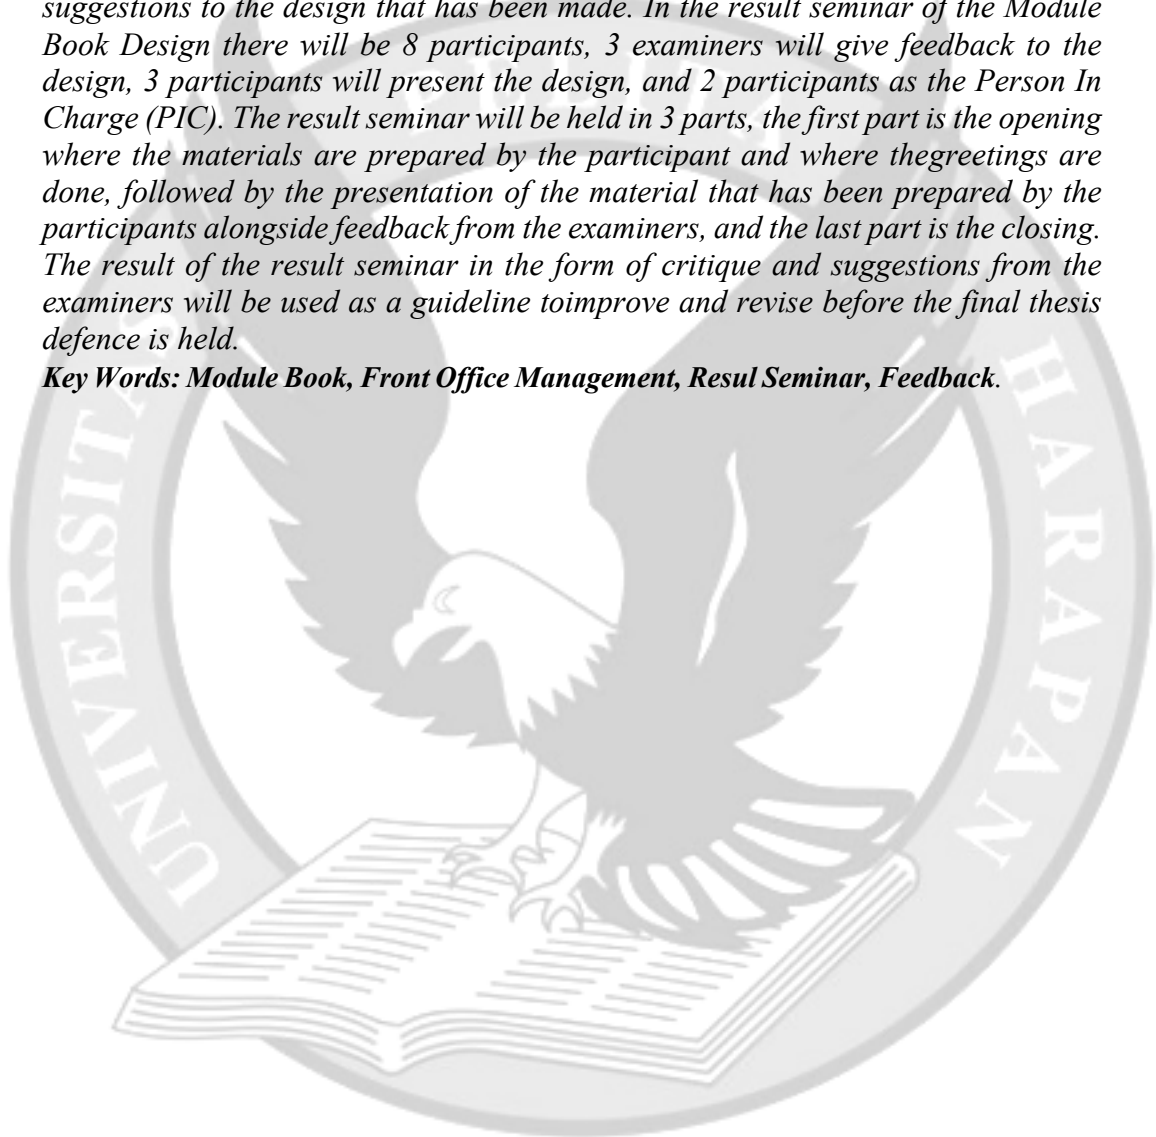 suggestions to the design that has been made. In the result seminar of the Module
Book Design there will be 8 participants, 3 examiners will give feedback to the
design, 3 participants will present the design, and 2 participants as the Person In
Charge (PIC). The result seminar will be held in 3 parts, the first part is the opening
where the materials are prepared by the participant and where thegreetings are
done, followed by the presentation of the material that has been prepared by the
participants alongside feedback from the examiners, and the last part is the closing.
The result of the result seminar in the form of critique and suggestions from the
examiners will be used as a guideline toimprove and revise before the final thesis
defence is held.
Key Words: Module Book, Front Office Management, Resul Seminar, Feedback.
UNIVERSITAS
PELITA
HARAPAN